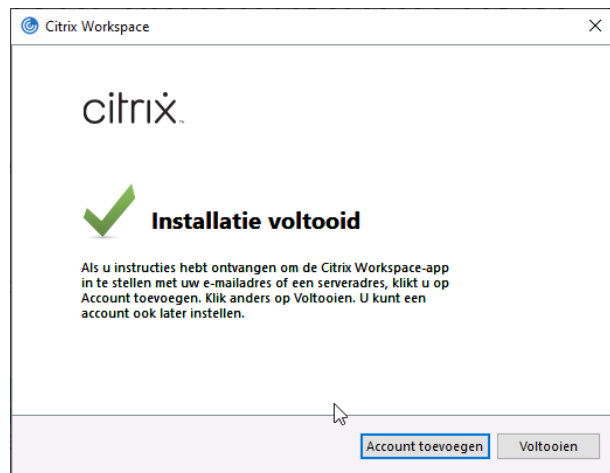 Citrix Workspace
citrix™
Installatie voltooid
Als u instructies hebt ontvangen om de Citrix Workspace-app
in te stellen met uw e-mailadres of een serveradres, klikt u op
Account toevoegen. Klik anders op Voltooien. U kunt een
account ook later instellen.
Account toevoegen Voltooien